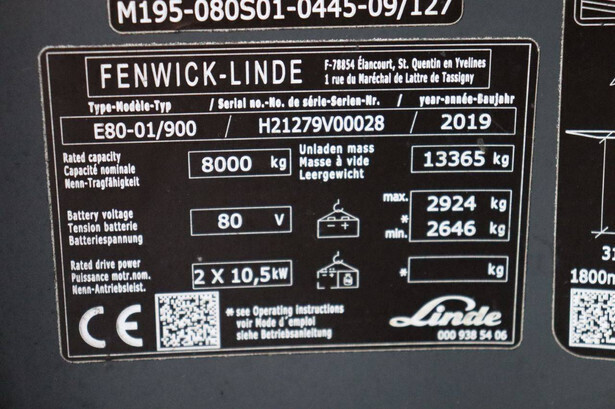 M195-080S01-0445-09/127
FENWICK-LINDE F-78854 Élancourt, St. Quentin en Yvelines
1 rue du Maréchal de Lattre de Tassigny
Type-Modèle-Typ / Serial no.-No. de série-Serien-Nr. / year-année-Baujahr
E80-01/900 / H21279V00028 / 2019
Rated capacity
Capacité nominale
Nenn-Tragfähigkeit
8000 kg
Unladen mass
Masse à vide
Leergewicht
13365 kg
Battery voltage
Tension batterie
Batteriespannung
80 V
- +
max. 2924 kg
*
min. 2646 kg
Rated drive power
Puissance motr.nom.
Nenn-Antriebsleist.
2 X 10,5kW
* kg
CE
* see Operating Instructions
voir Mode d'emploi
siehe Betriebsanleitung
Linde
000 938 54 06
1800m